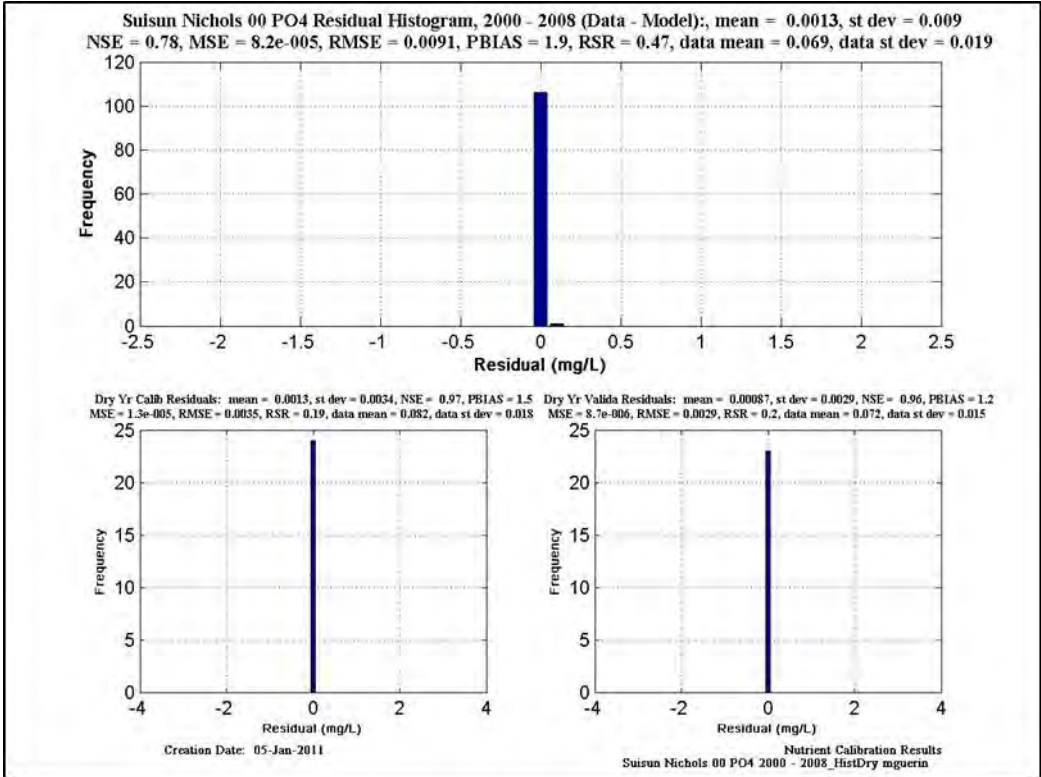 Suisun Nichols 00 PO4 Residual Histogram, 2000 - 2008 (Data - Model):, mean = 0.0013, st dev = 0.009
NSE = 0.78, MSE = 8.2e-005, RMSE = 0.0091, PBIAS = 1.9, RSR = 0.47, data mean = 0.069, data st dev = 0.019
120
100
80
60
40
20
0
Frequency
-2.5 -2 -1.5 -1 -0.5 0 0.5 1 1.5 2 2.5
Residual (mg/L)
Dry Yr Calib Residuals: mean = 0.0013, st dev = 0.0034, NSE = 0.97, PBIAS = 1.5
MSE = 1.3e-005, RMSE = 0.0035, RSR = 0.19, data mean = 0.082, data st dev = 0.018
25
20
15
10
5
0
Frequency
-4 -2 0 2 4
Residual (mg/L)
Dry Yr Valida Residuals: mean = 0.00087, st dev = 0.0029, NSE = 0.96, PBIAS = 1.2
MSE = 8.7e-006, RMSE = 0.0029, RSR = 0.2, data mean = 0.072, data st dev = 0.015
25
20
15
10
5
0
Frequency
-4 -2 0 2 4
Residual (mg/L)
Creation Date: 05-Jan-2011
Nutrient Calibration Results
Suisun Nichols 00 PO4 2000 - 2008_HistDry mguerin